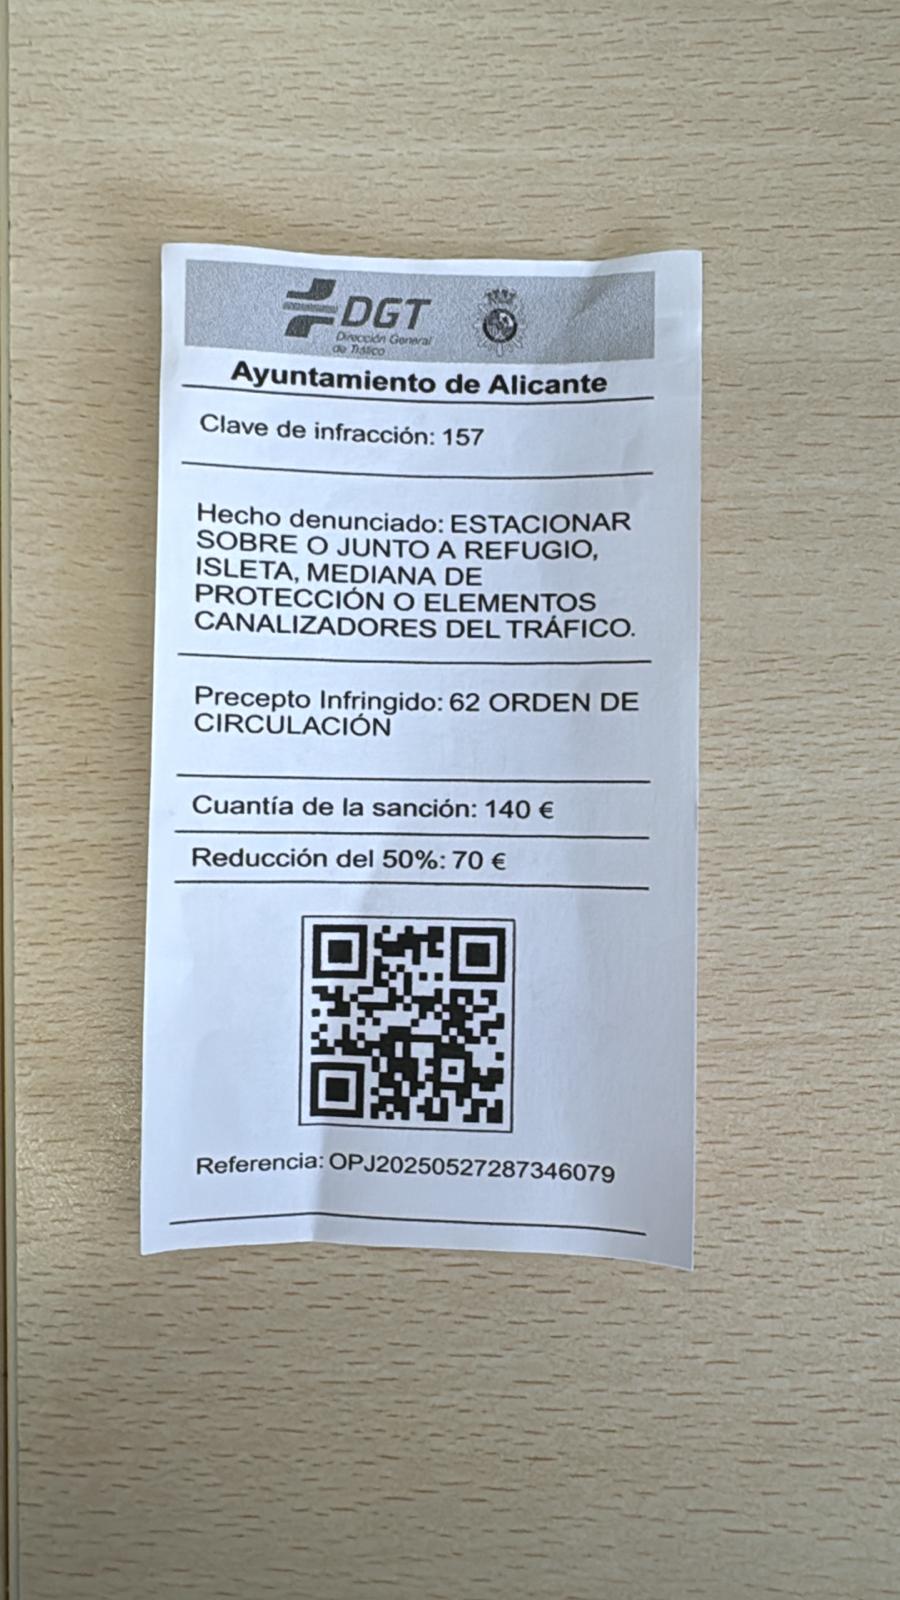 DGT
Dirección General
de Tráfico
Ayuntamiento de Alicante
Clave de infracción: 157
Hecho denunciado: ESTACIONAR
SOBRE O JUNTO A REFUGIO,
ISLETA, MEDIANA DE
PROTECCIÓN O ELEMENTOS
CANALIZADORES DEL TRÁFICO.
Precepto Infringido: 62 ORDEN DE
CIRCULACIÓN
Cuantía de la sanción: 140 €
Reducción del 50%: 70 €
Referencia: OPJ20250527287346079